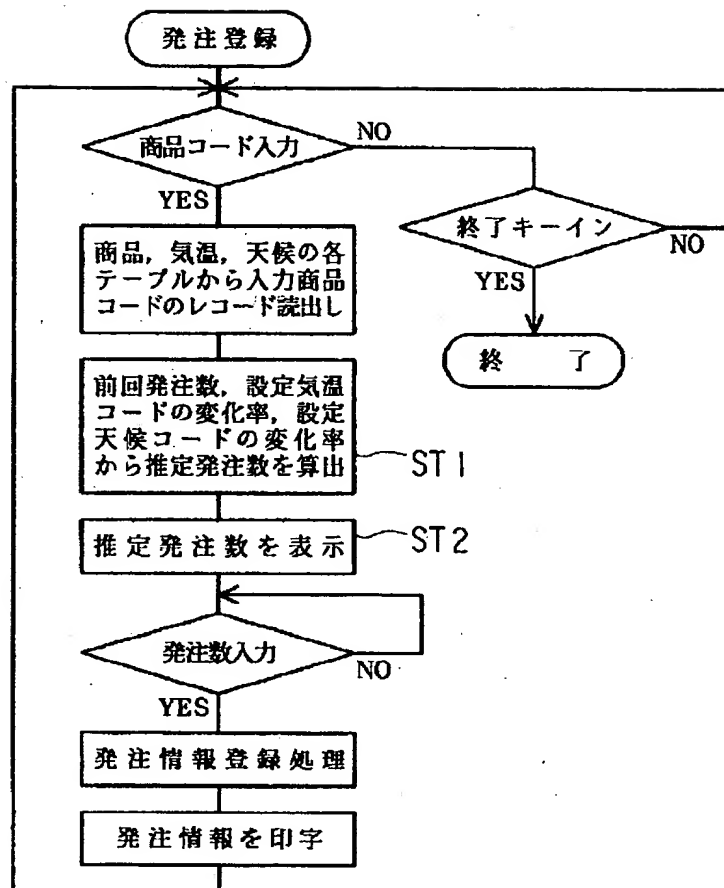 発注登録
商品コード入力
NO
YES
終了キーイン
NO
YES
終 了
商品，気温，天候の各
テーブルから入力商品
コードのレコード読出し
前回発注数，設定気温
コードの変化率，設定
天候コードの変化率
から推定発注数を算出
ST1
推定発注数を表示
ST2
発注数入力
NO
YES
発注情報登録処理
発注情報を印字